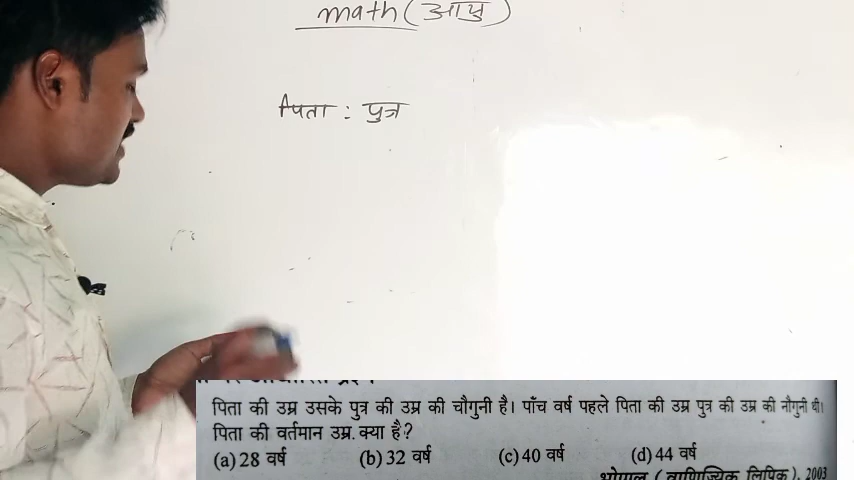 math (आयु)
पिता : पुत्र
पिता की उम्र उसके पुत्र की उम्र की चौगुनी है। पाँच वर्ष पहले पिता की उम्र पुत्र की उम्र की नौगुनी थी।
पिता की वर्तमान उम्र. क्या है?
(a) 28 वर्ष (b) 32 वर्ष (c) 40 वर्ष (d) 44 वर्ष
भोपाल (वाणिज्यिक लिपिक), 2003